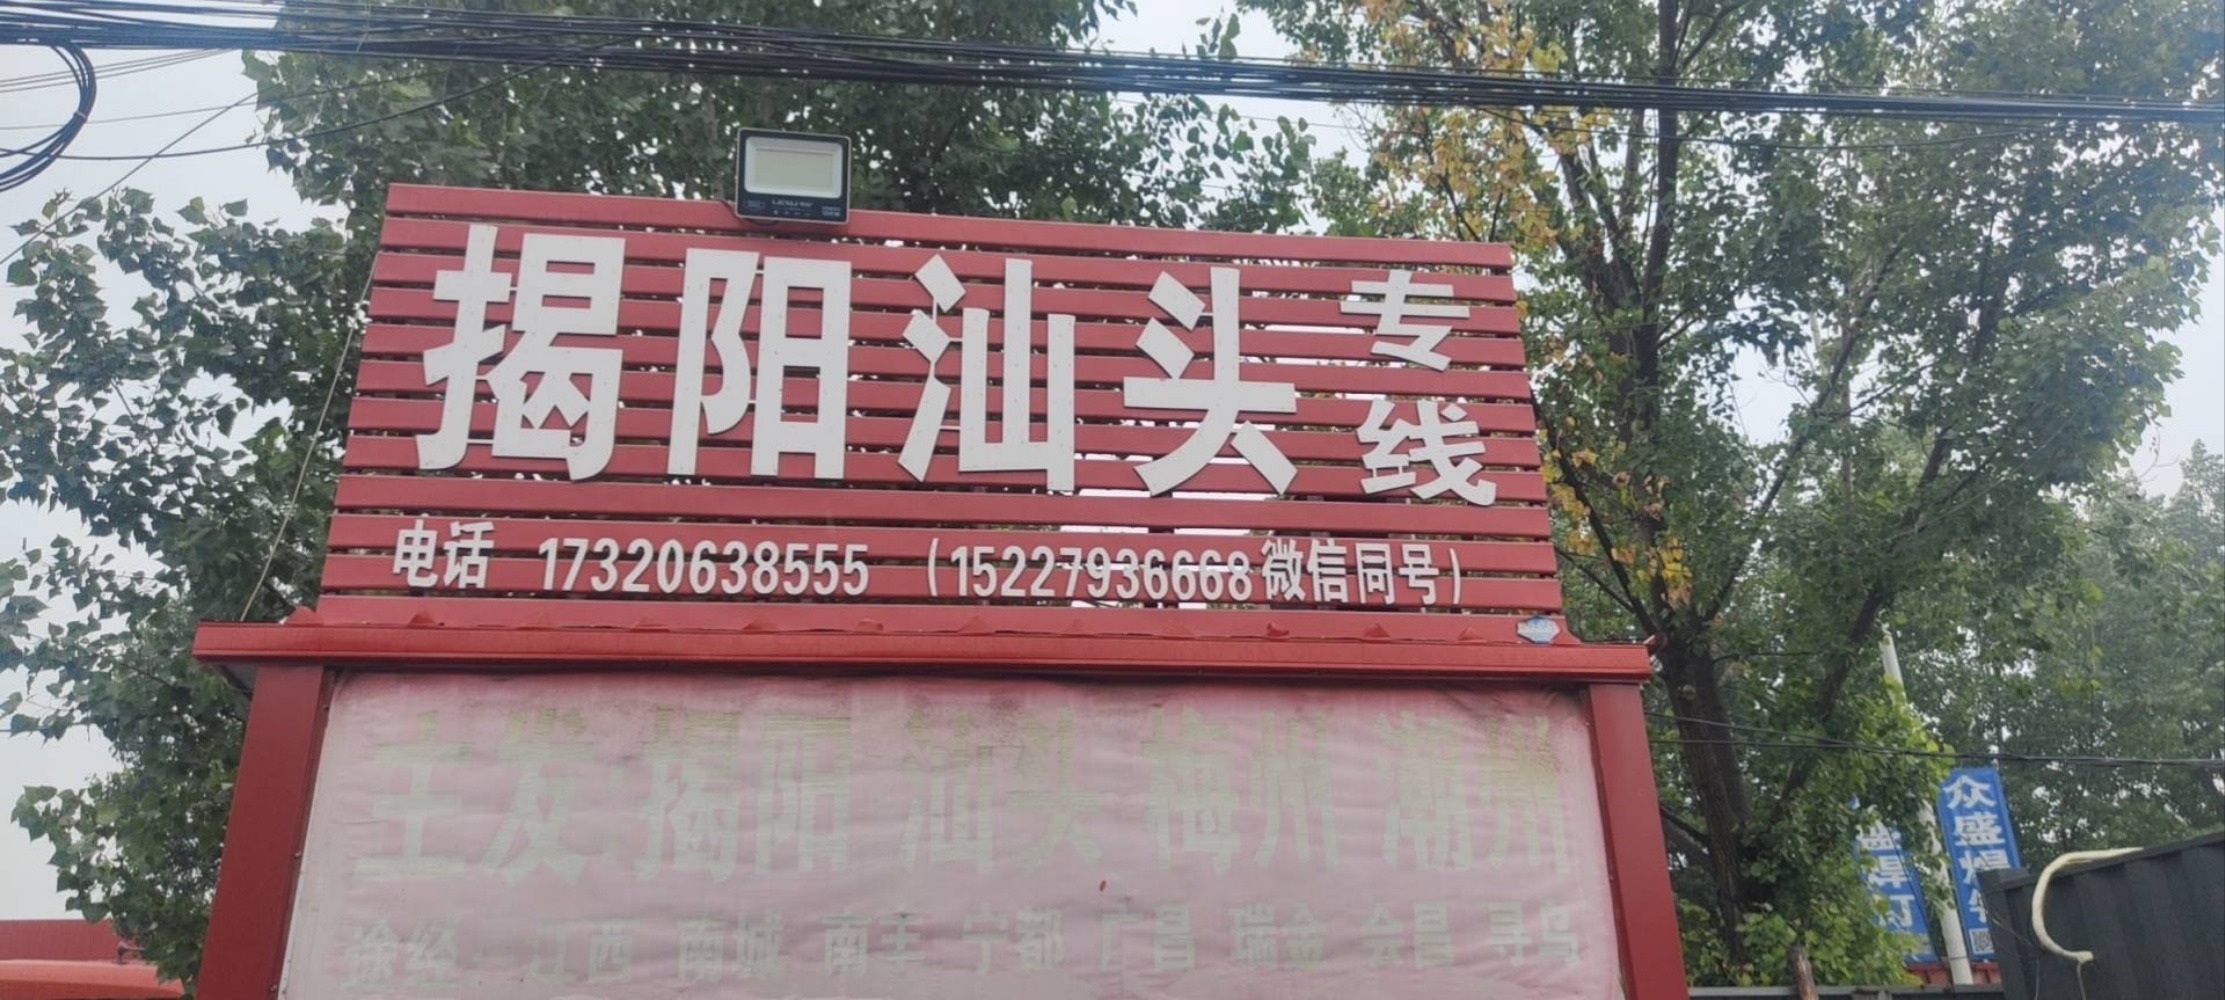 揭阳汕头专线
电话 17320638555 (15227936668微信同号)
主发:揭阳 汕头 梅州 潮州
途经:江西 南城 南丰 宁都 广昌 瑞金 会昌 寻乌
众盛焊
盛焊